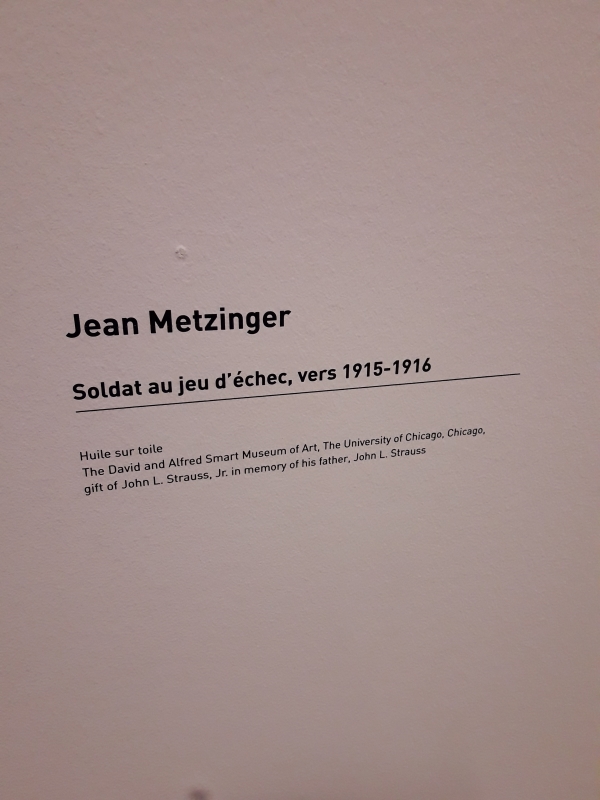 Jean Metzinger
Soldat au jeu d'échec, vers 1915-1916
Huile sur toile
The David and Alfred Smart Museum of Art, The University of Chicago, Chicago,
gift of John L. Strauss, Jr. in memory of his father, John L. Strauss